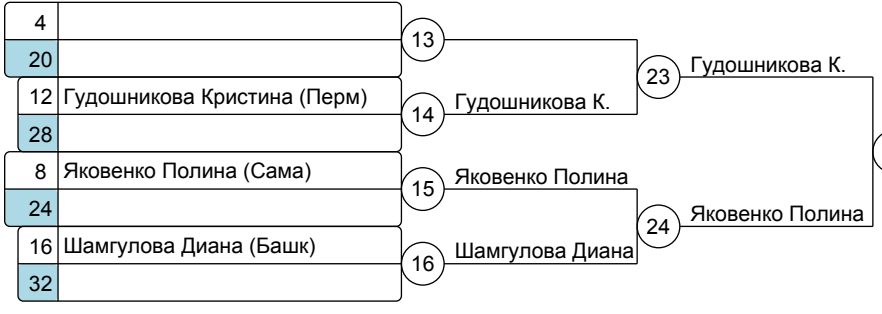 4
13
20
23 Гудошникова К.
12 Гудошникова Кристина (Перм)
14 Гудошникова К.
28
8 Яковенко Полина (Сама)
15 Яковенко Полина
24
24 Яковенко Полина
16 Шамгулова Диана (Башк)
16 Шамгулова Диана
32